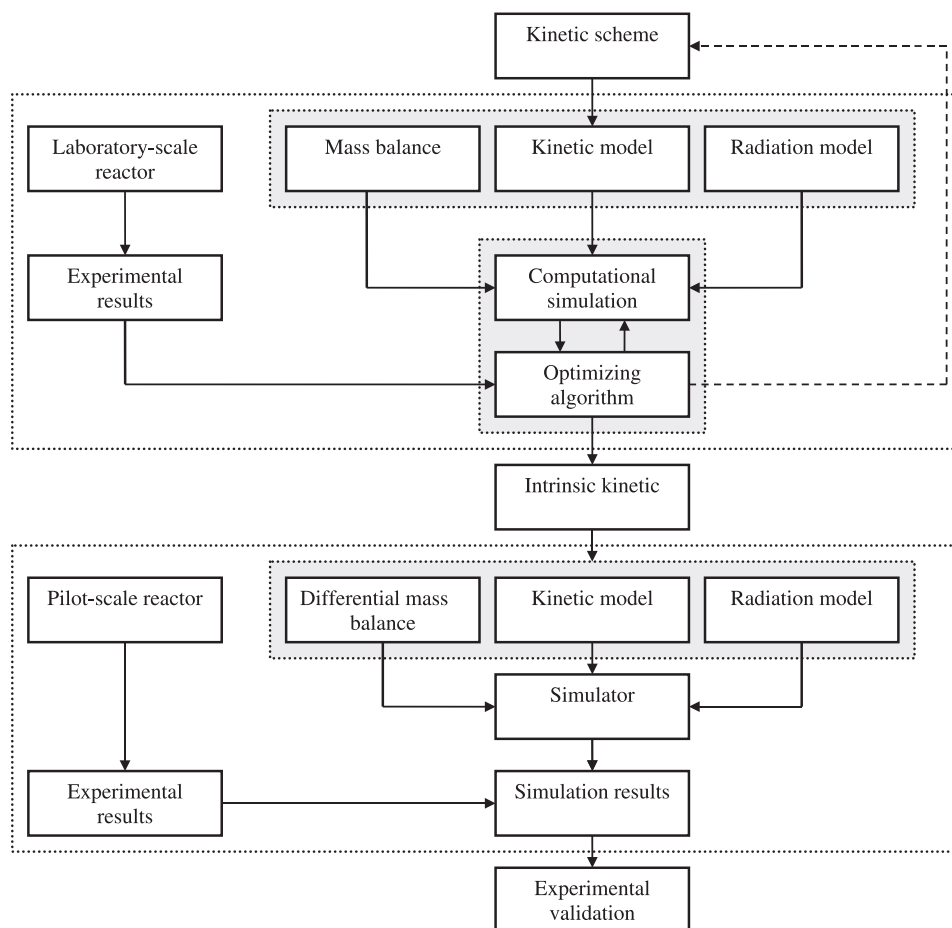 Kinetic scheme
Laboratory-scale
reactor
Mass balance
Kinetic model
Radiation model
Experimental
results
Computational
simulation
Optimizing
algorithm
Intrinsic kinetic
Pilot-scale reactor
Differential mass
balance
Kinetic model
Radiation model
Simulator
Experimental
results
Simulation results
Experimental
validation